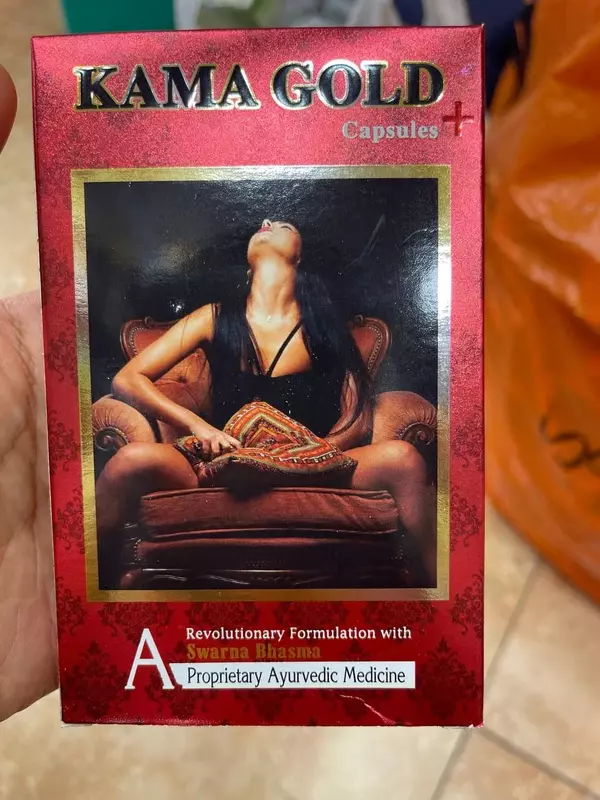 KAMA GOLD
Capsules+
A
Revolutionary Formulation with
Swarna Bhasma
Proprietary Ayurvedic Medicine